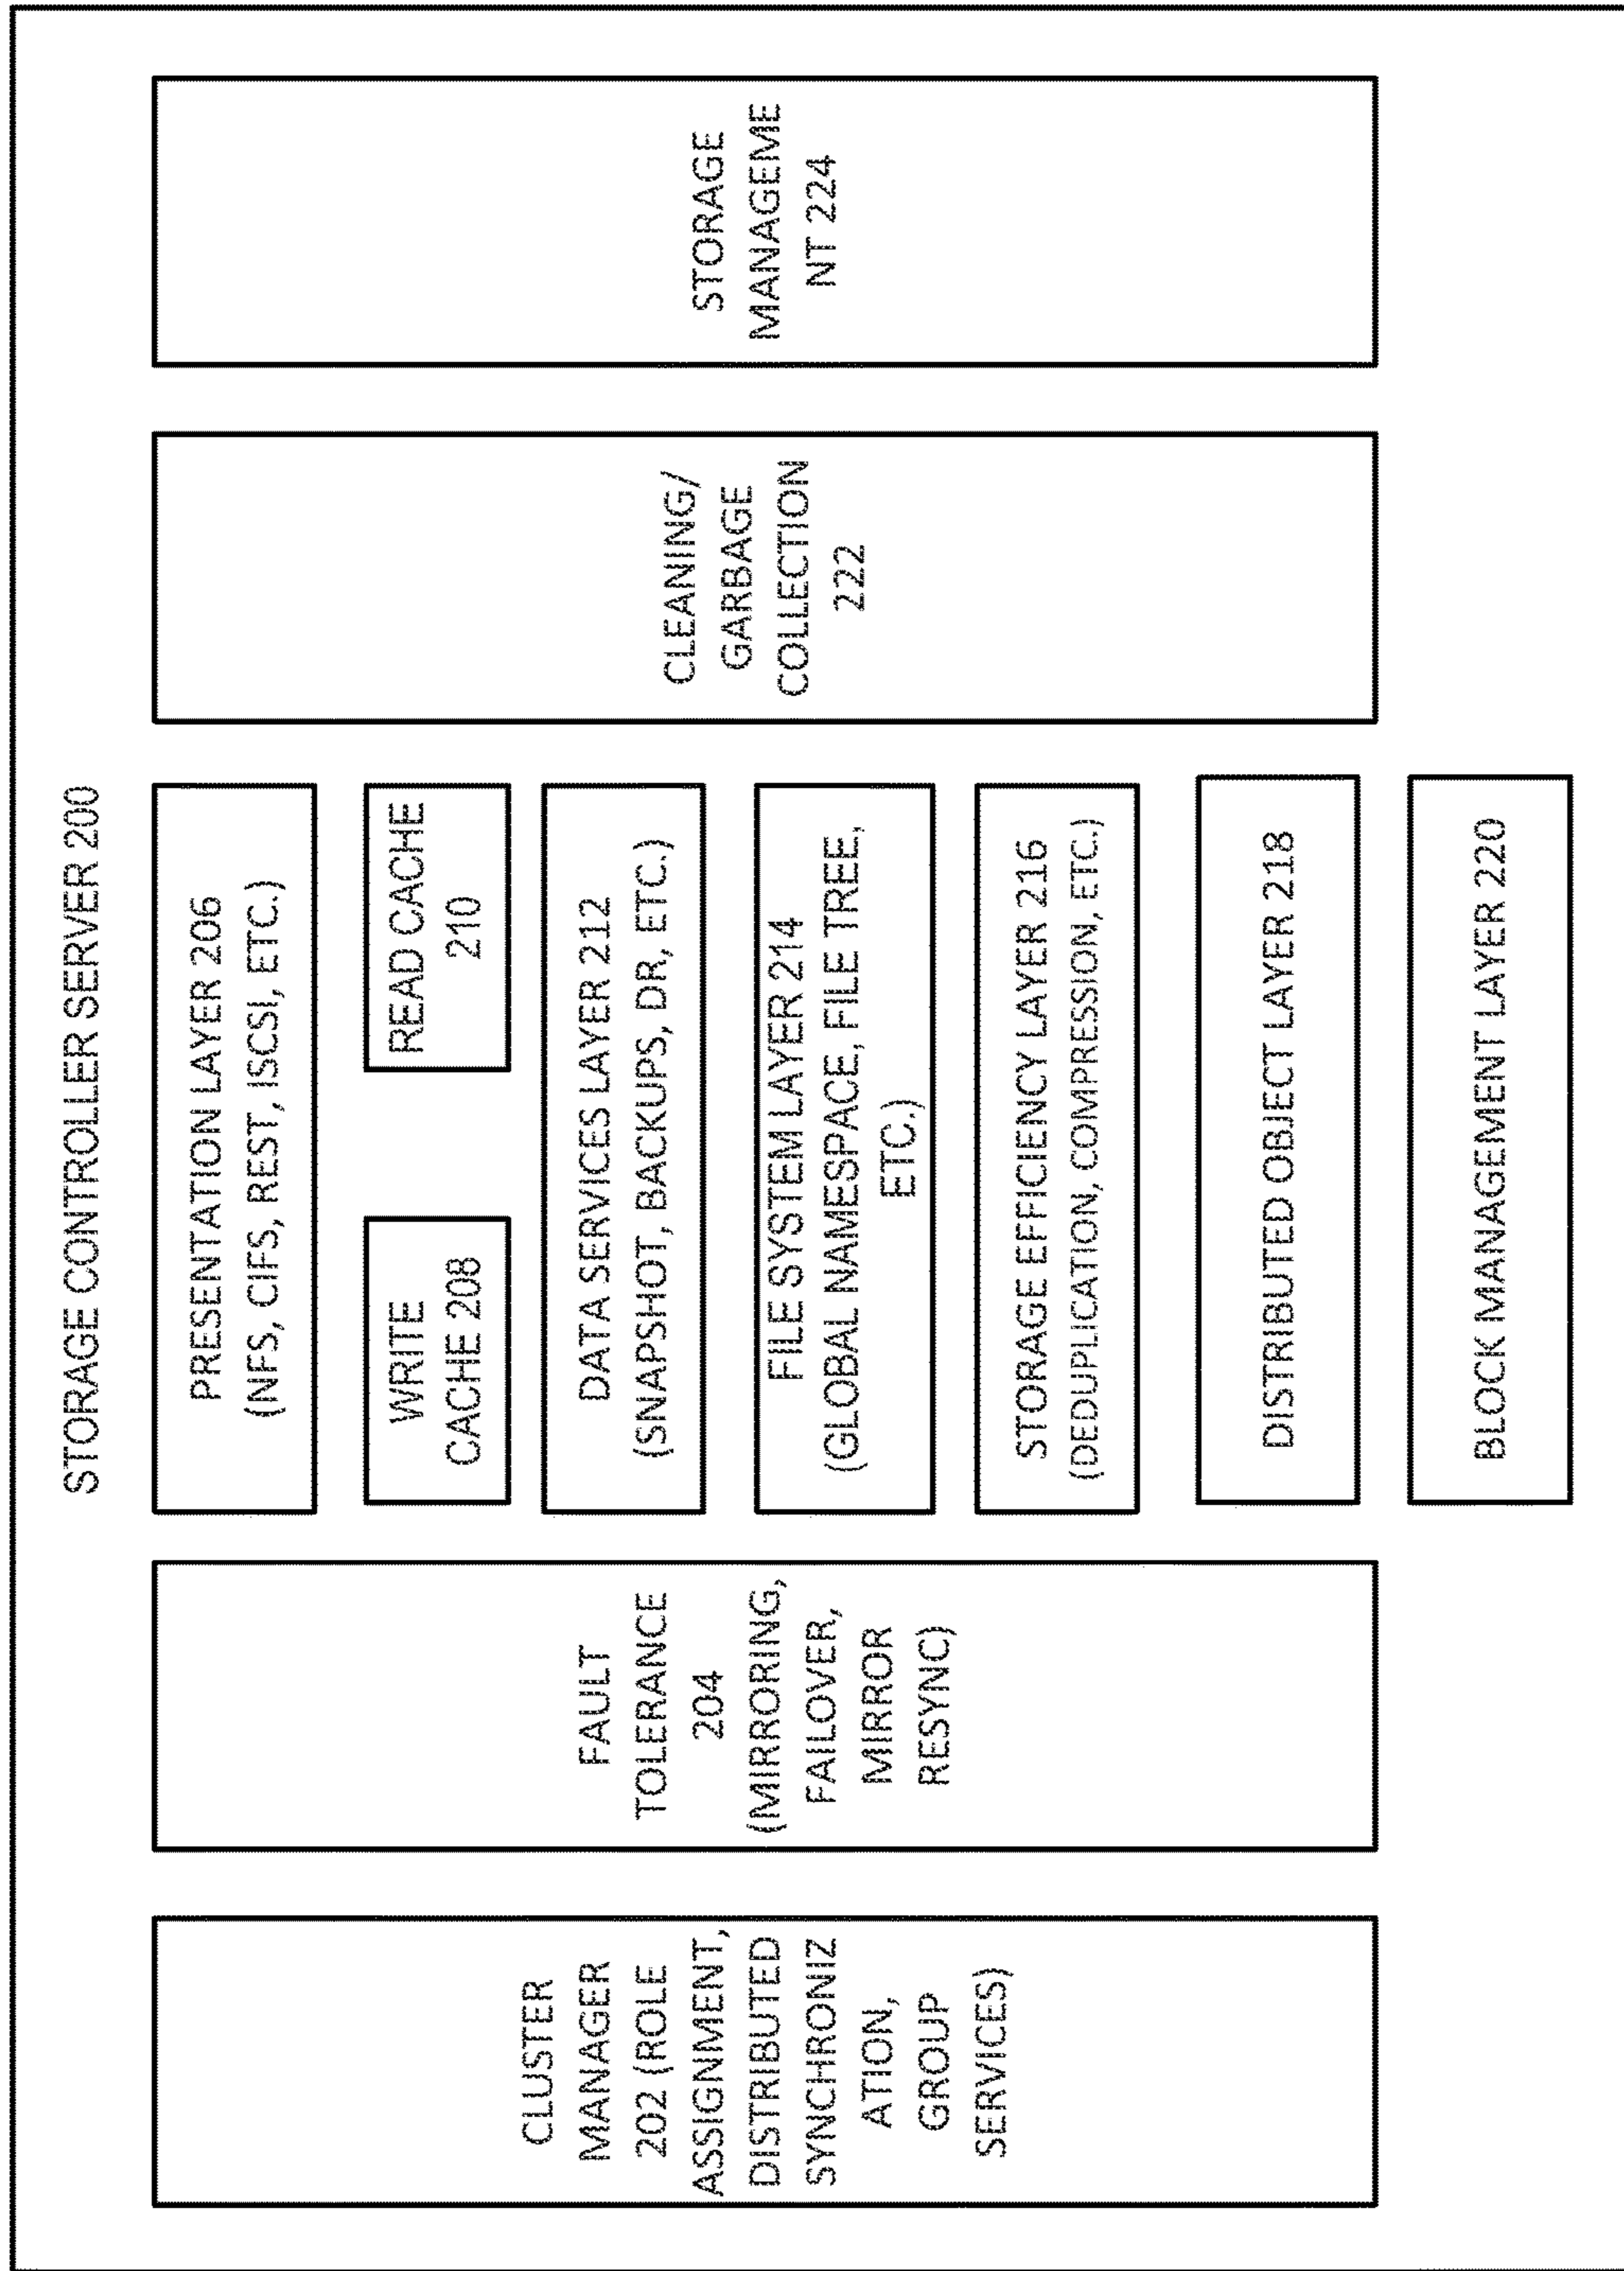 STORAGE CONTROLLER SERVER 200
CLUSTER
MANAGER
202 (ROLE
ASSIGNMENT,
DISTRIBUTED
SYNCHRONIZ
ATION,
GROUP
SERVICES)
FAULT
TOLERANCE
204
(MIRRORING,
FAILOVER,
MIRROR
RESYNC)
PRESENTATION LAYER 206
(NFS, CIFS, REST, ISCSI, ETC.)
WRITE
CACHE 208
READ CACHE
210
DATA SERVICES LAYER 212
(SNAPSHOT, BACKUPS, DR, ETC.)
FILE SYSTEM LAYER 214
(GLOBAL NAMESPACE, FILE TREE,
ETC.)
STORAGE EFFICIENCY LAYER 216
(DEDUPLICATION, COMPRESSION, ETC.)
DISTRIBUTED OBJECT LAYER 218
BLOCK MANAGEMENT LAYER 220
CLEANING/
GARBAGE
COLLECTION
222
STORAGE
MANAGEME
NT 224